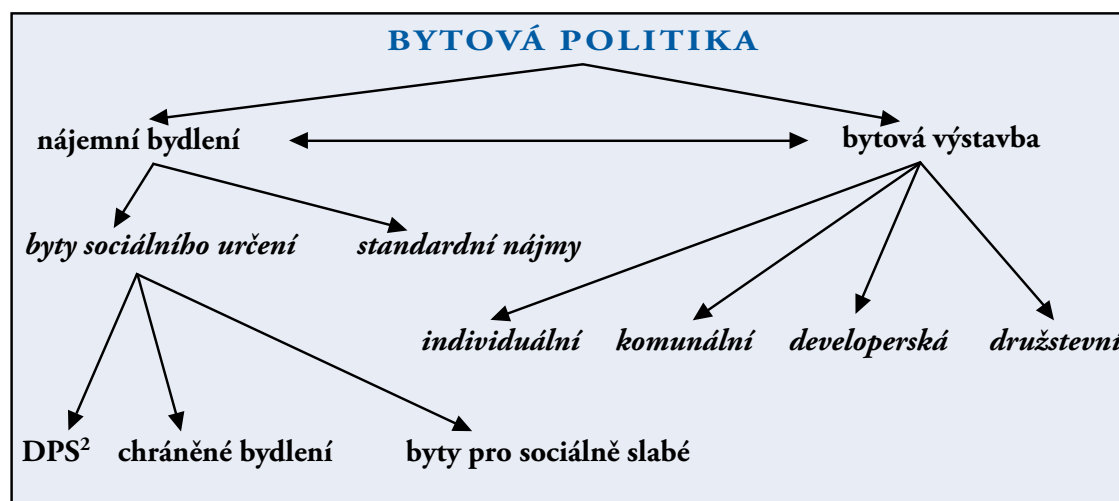 BYTOVÁ POLITIKA
nájemní bydlení
bytová výstavba
byty sociálního určení
standardní nájmy
individuální
komunální
developerská
družstevní
DPS²
chráněné bydlení
byty pro sociálně slabé